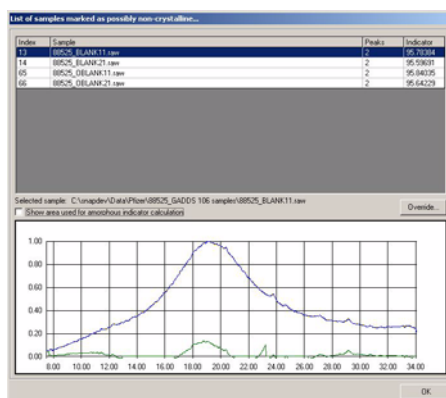 List of samples marked as possibly non-crystalline...
Index Sample Peaks Indicator
13 88525_BLANK11.raw 2 95.78384
14 88525_BLANK21.raw 2 95.59691
65 88525_OBLANK11.raw 2 95.84035
66 88525_OBLANK21.raw 2 95.64229
Selected sample: C:\snapdev\Data\Pfizer\88525_GADDS 106 samples\88525_BLANK11.raw
Override...
Show area used for amorphous indicator calculation
1.00
0.80
0.60
0.40
0.20
0.00
8.00 10.00 12.00 14.00 16.00 18.00 20.00 22.00 24.00 26.00 28.00 30.00 32.00 34.00
OK